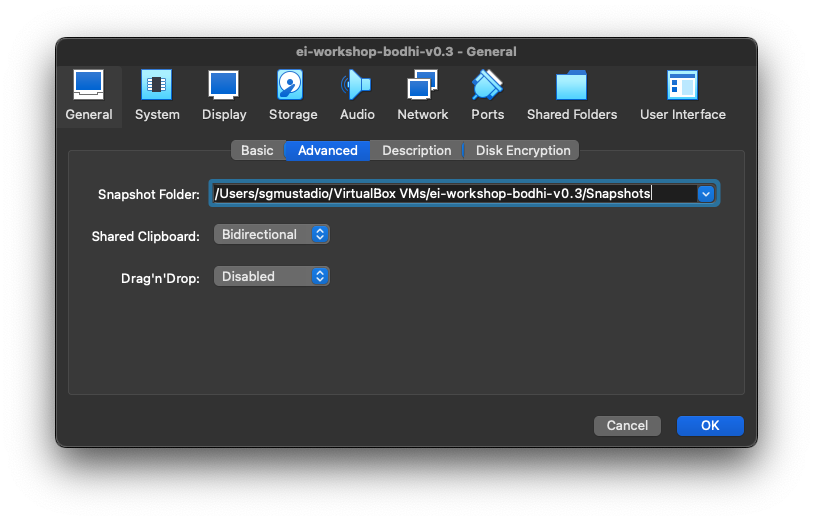 ei-workshop-bodhi-v0.3 - General
General System Display Storage Audio Network Ports Shared Folders User Interface
Basic Advanced Description Disk Encryption
Snapshot Folder: /Users/sgmustadio/VirtualBox VMs/ei-workshop-bodhi-v0.3/Snapshots
Shared Clipboard: Bidirectional
Drag'n'Drop: Disabled
Cancel OK